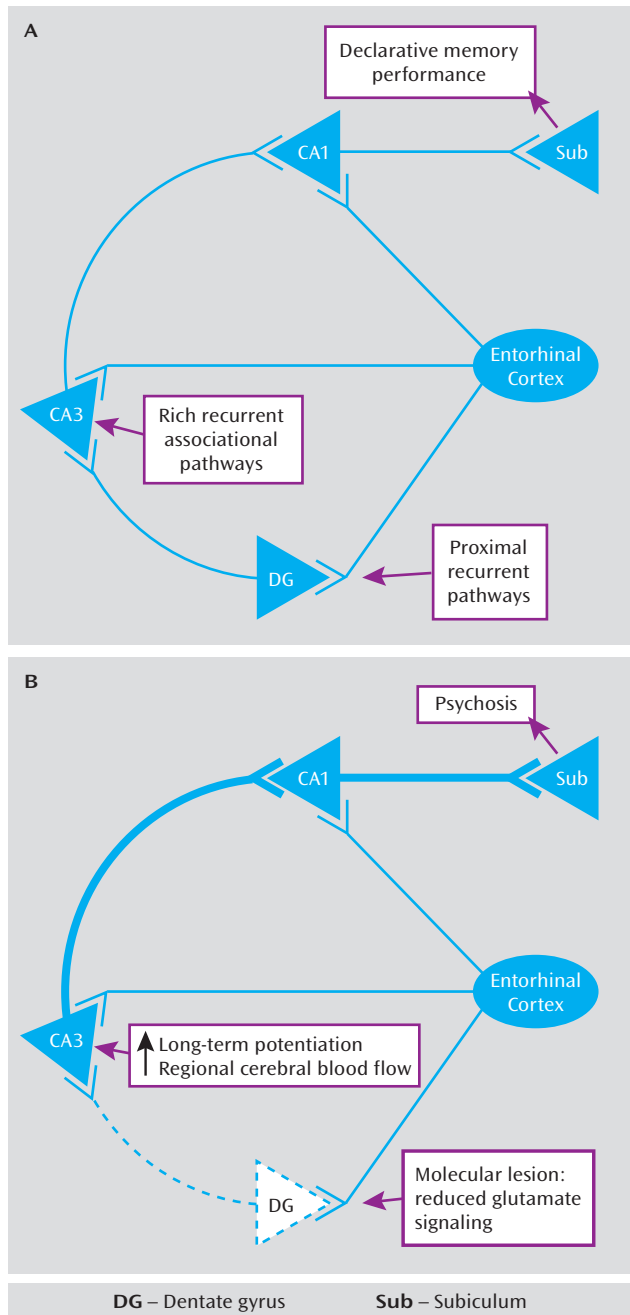 A
Declarative memory
performance
CA1
Sub
Entorhinal
Cortex
CA3
Rich recurrent
associational
pathways
Proximal
recurrent
pathways
DG
B
Psychosis
CA1
Sub
Entorhinal
Cortex
CA3
Long-term potentiation
Regional cerebral blood flow
Molecular lesion:
reduced glutamate
signaling
DG
DG – Dentate gyrus Sub – Subiculum